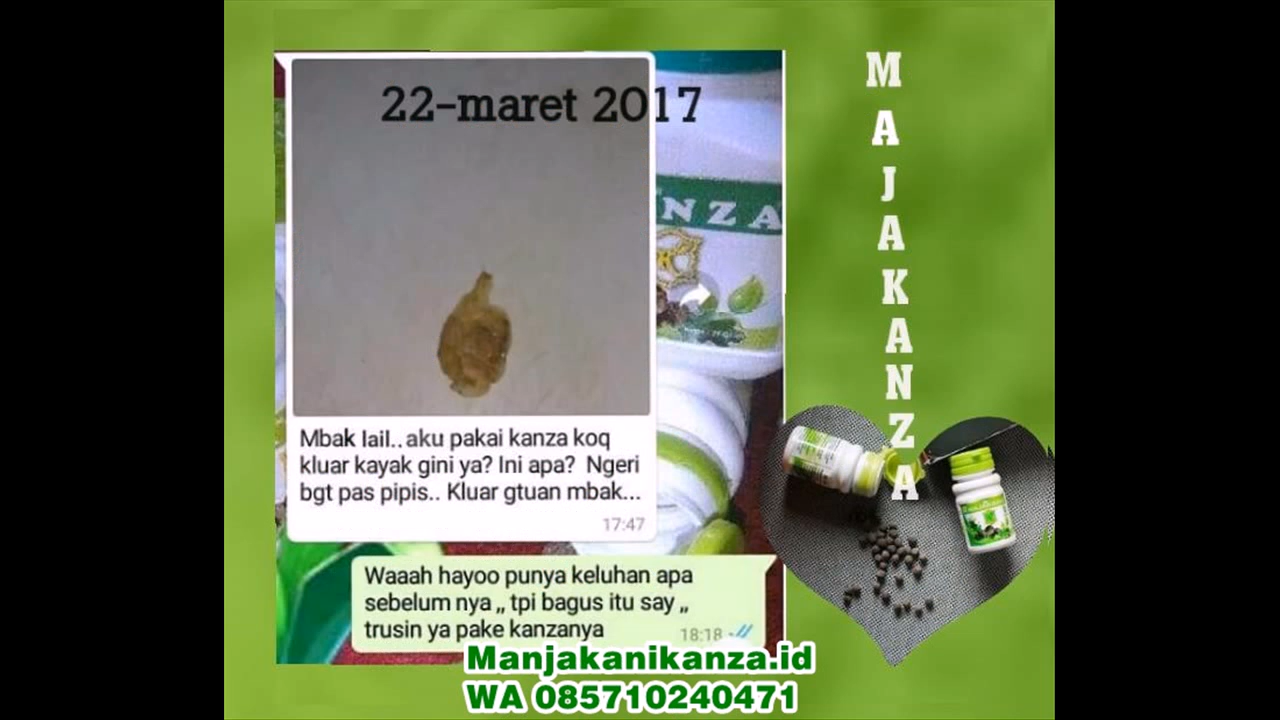 22-maret 2017
NZA
Mbak lail.. aku pakai kanza koq
kluar kayak gini ya? Ini apa? Ngeri
bgt pas pipis.. Kluar gtuan mbak...
17:47
Waaah hayoo punya keluhan apa
sebelum nya ,, tpi bagus itu say ,,
trusin ya pake kanzanya
18:18
MAJAKANZA
Manjakanikanza.id
WA 085710240471